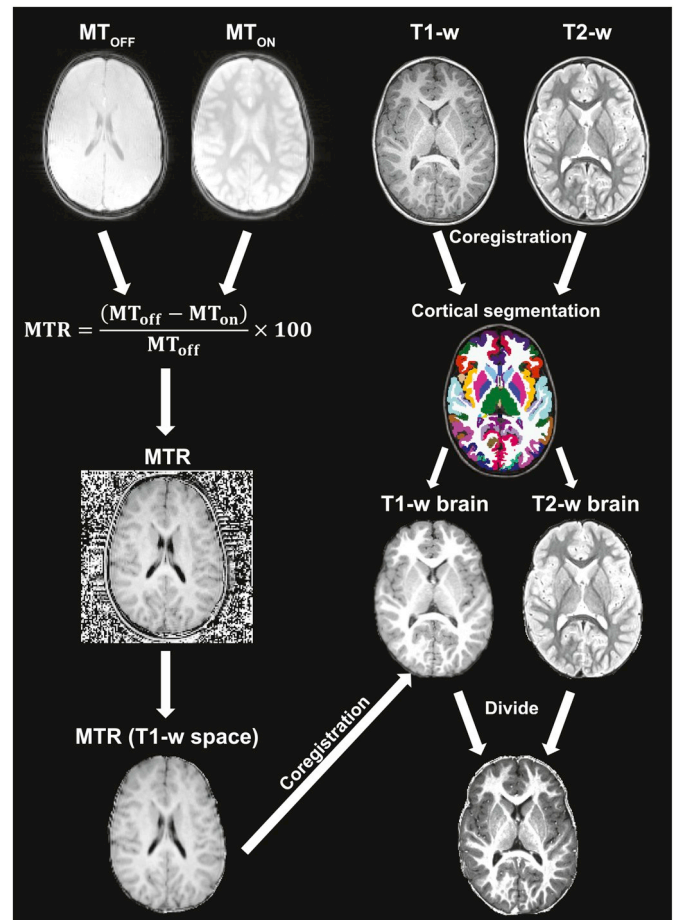 MT_OFF
MT_ON
T1-w
T2-w
Coregistration
MTR = (MT_off − MT_on) / MT_off × 100
Cortical segmentation
MTR
T1-w brain
T2-w brain
Coregistration
Divide
MTR (T1-w space)